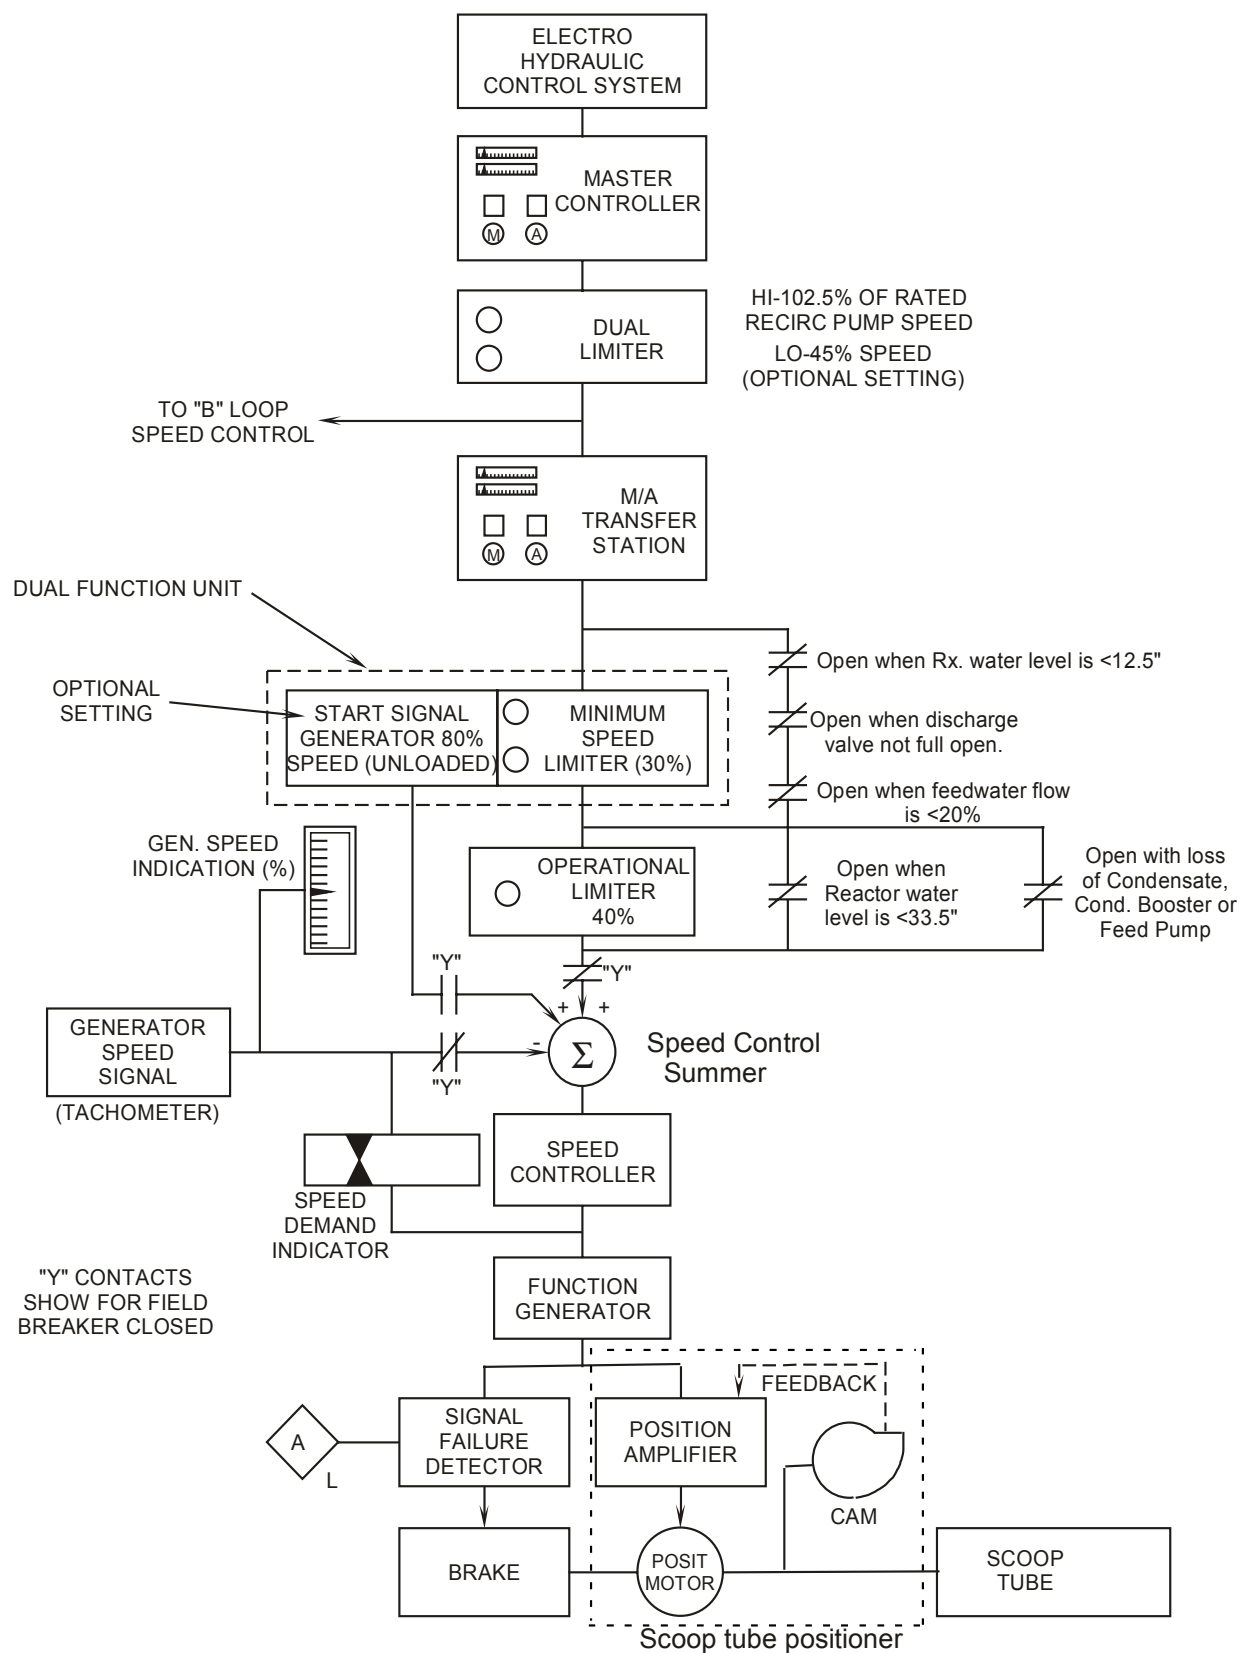 ELECTRO
HYDRAULIC
CONTROL SYSTEM
MASTER
CONTROLLER
M A
DUAL
LIMITER
HI-102.5% OF RATED
RECIRC PUMP SPEED
LO-45% SPEED
(OPTIONAL SETTING)
TO "B" LOOP
SPEED CONTROL
M/A
TRANSFER
STATION
M A
DUAL FUNCTION UNIT
OPTIONAL
SETTING
START SIGNAL
GENERATOR 80%
SPEED (UNLOADED)
MINIMUM
SPEED
LIMITER (30%)
Open when Rx. water level is <12.5"
Open when discharge
valve not full open.
Open when feedwater flow
is <20%
GEN. SPEED
INDICATION (%)
OPERATIONAL
LIMITER
40%
Open when
Reactor water
level is <33.5"
Open with loss
of Condensate,
Cond. Booster or
Feed Pump
"Y"
"Y"
+ +
-
Σ
"Y"
Speed Control
Summer
GENERATOR
SPEED
SIGNAL
(TACHOMETER)
SPEED
CONTROLLER
SPEED
DEMAND
INDICATOR
"Y" CONTACTS
SHOW FOR FIELD
BREAKER CLOSED
FUNCTION
GENERATOR
A
L
SIGNAL
FAILURE
DETECTOR
POSITION
AMPLIFIER
FEEDBACK
CAM
BRAKE
POSIT
MOTOR
SCOOP
TUBE
Scoop tube positioner